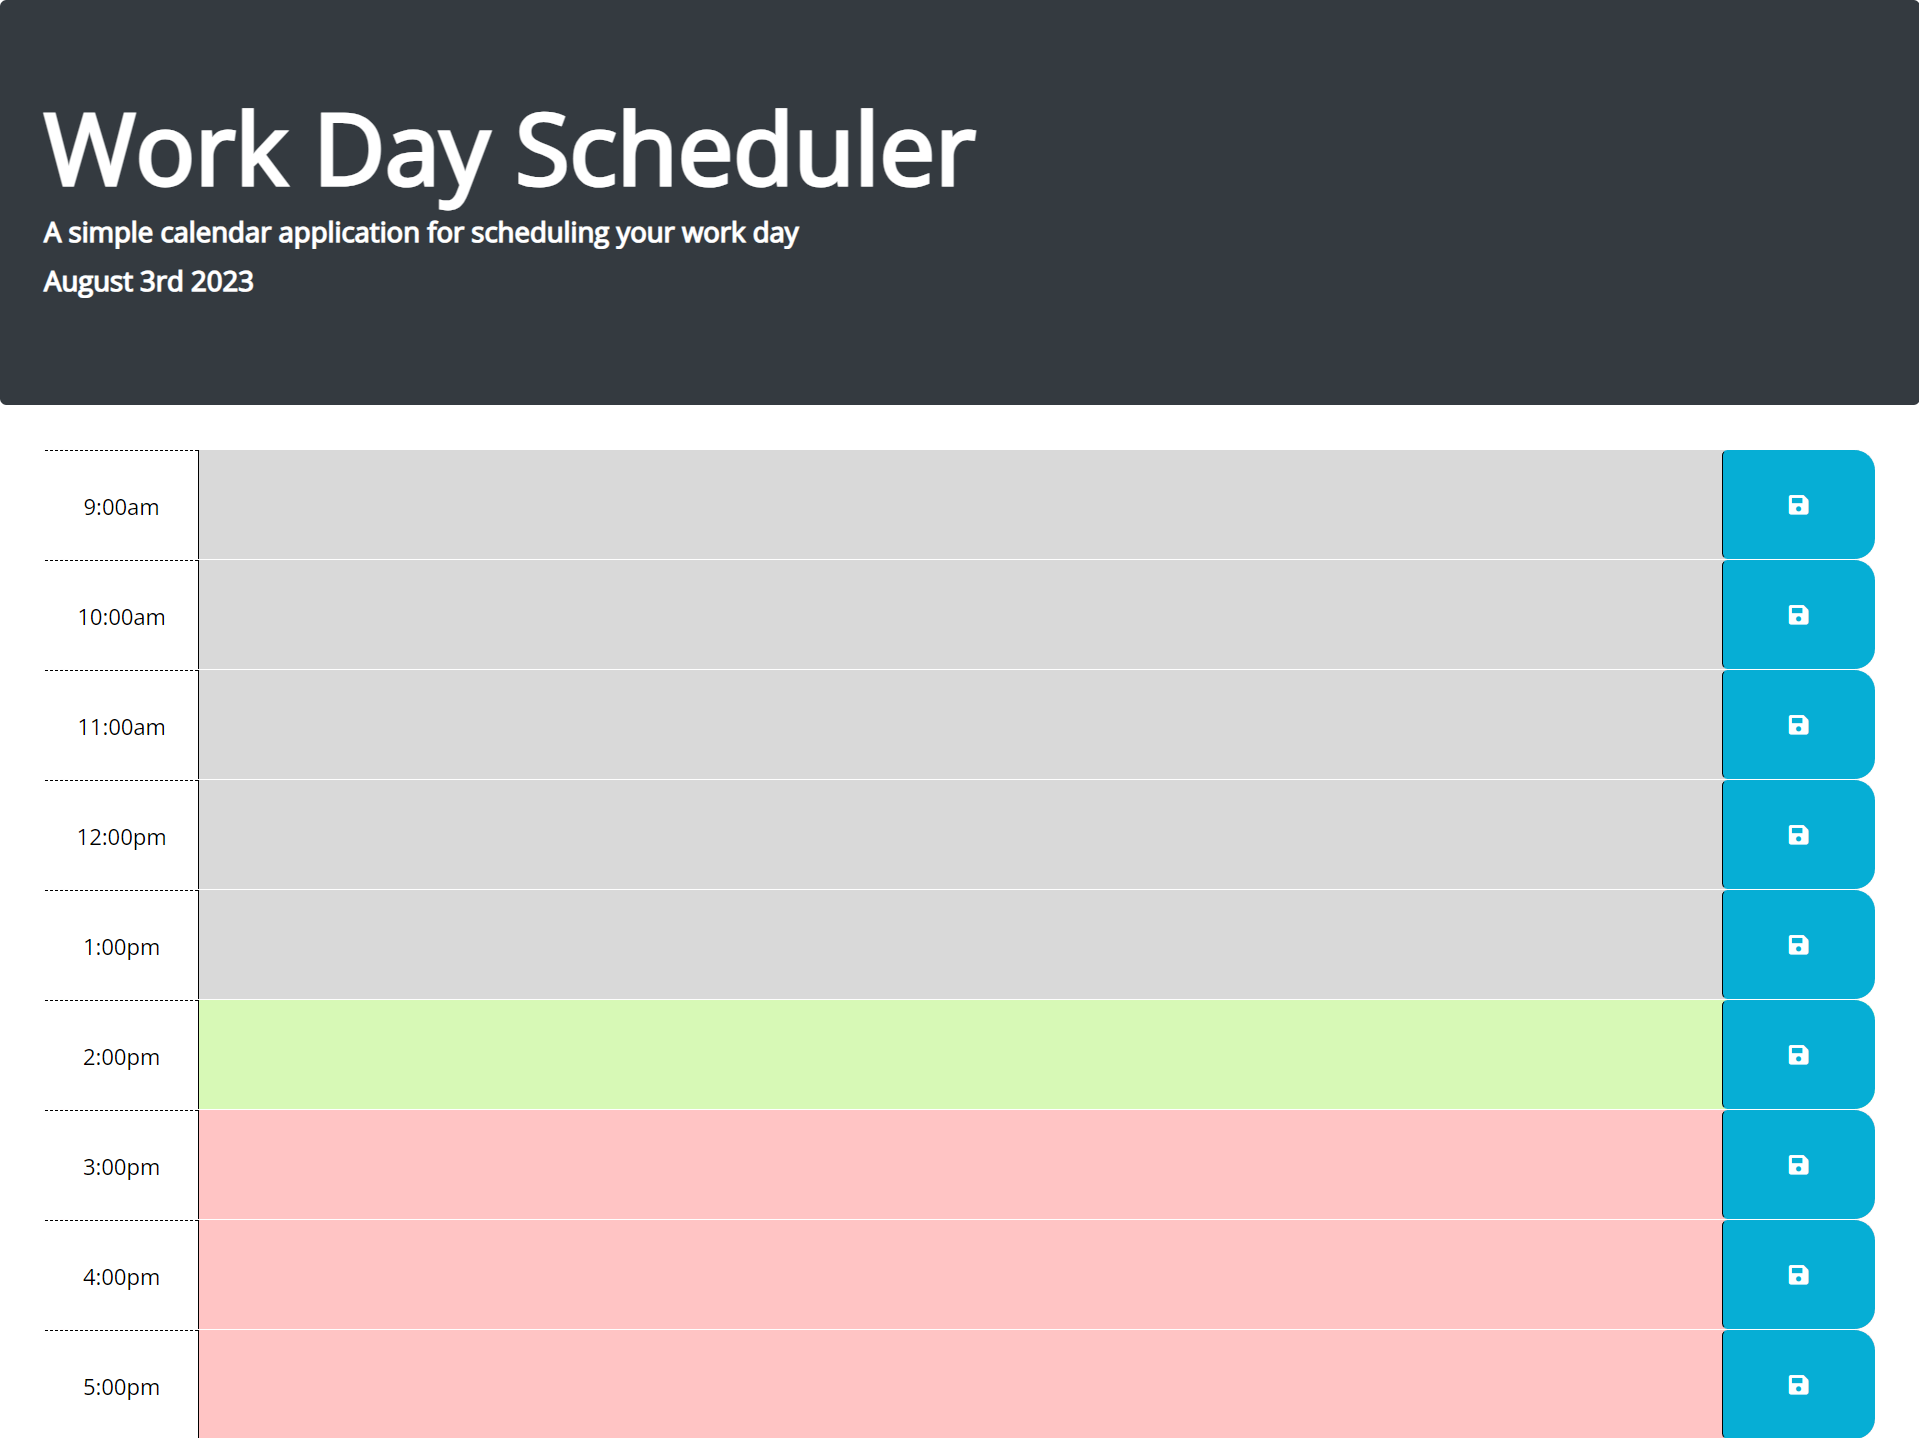 Work Day Scheduler
A simple calendar application for scheduling your work day
August 3rd 2023
9:00am
10:00am
11:00am
12:00pm
1:00pm
2:00pm
3:00pm
4:00pm
5:00pm